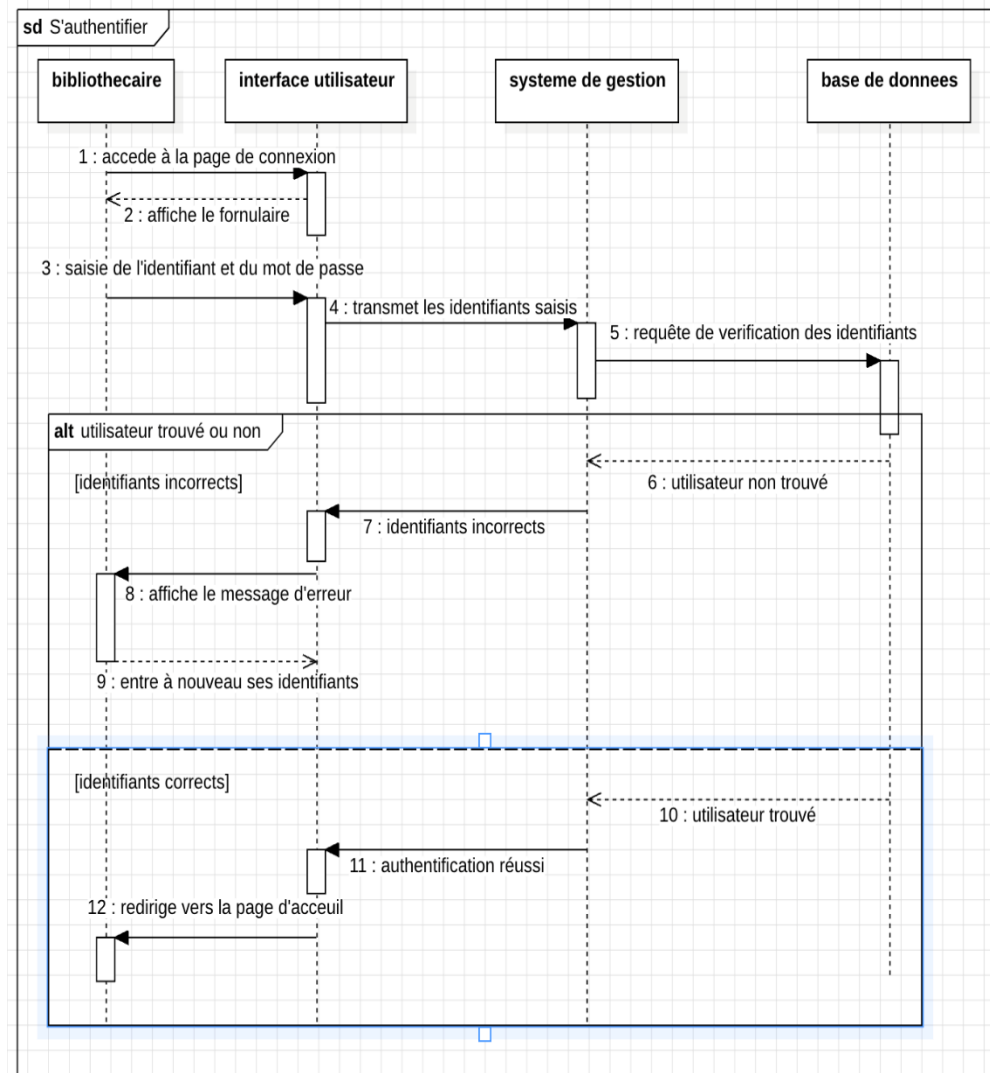 sd S'authentifier
bibliothecaire
interface utilisateur
systeme de gestion
base de donnees
1 : accede à la page de connexion
2 : affiche le fornulaire
3 : saisie de l'identifiant et du mot de passe
4 : transmet les identifiants saisis
5 : requête de verification des identifiants
alt utilisateur trouvé ou non
[identifiants incorrects]
6 : utilisateur non trouvé
7 : identifiants incorrects
8 : affiche le message d'erreur
9 : entre à nouveau ses identifiants
[identifiants corrects]
10 : utilisateur trouvé
11 : authentification réussi
12 : redirige vers la page d'acceuil